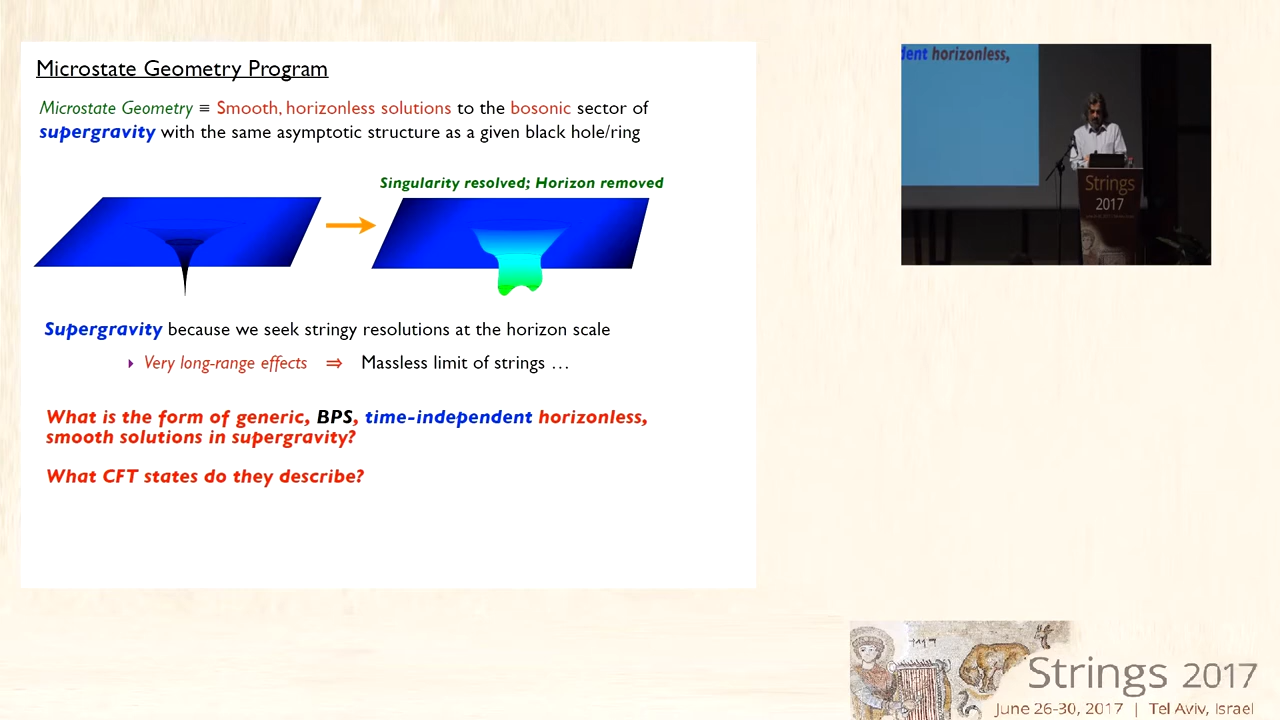 Microstate Geometry Program
Microstate Geometry ≡ Smooth, horizonless solutions to the bosonic sector of
supergravity with the same asymptotic structure as a given black hole/ring
Singularity resolved; Horizon removed
Supergravity because we seek stringy resolutions at the horizon scale
Very long-range effects ⇒ Massless limit of strings …
What is the form of generic, BPS, time-independent horizonless,
smooth solutions in supergravity?
What CFT states do they describe?
dent horizonless,
Strings
2017
Strings 2017
June 26-30, 2017 | Tel Aviv, Israel